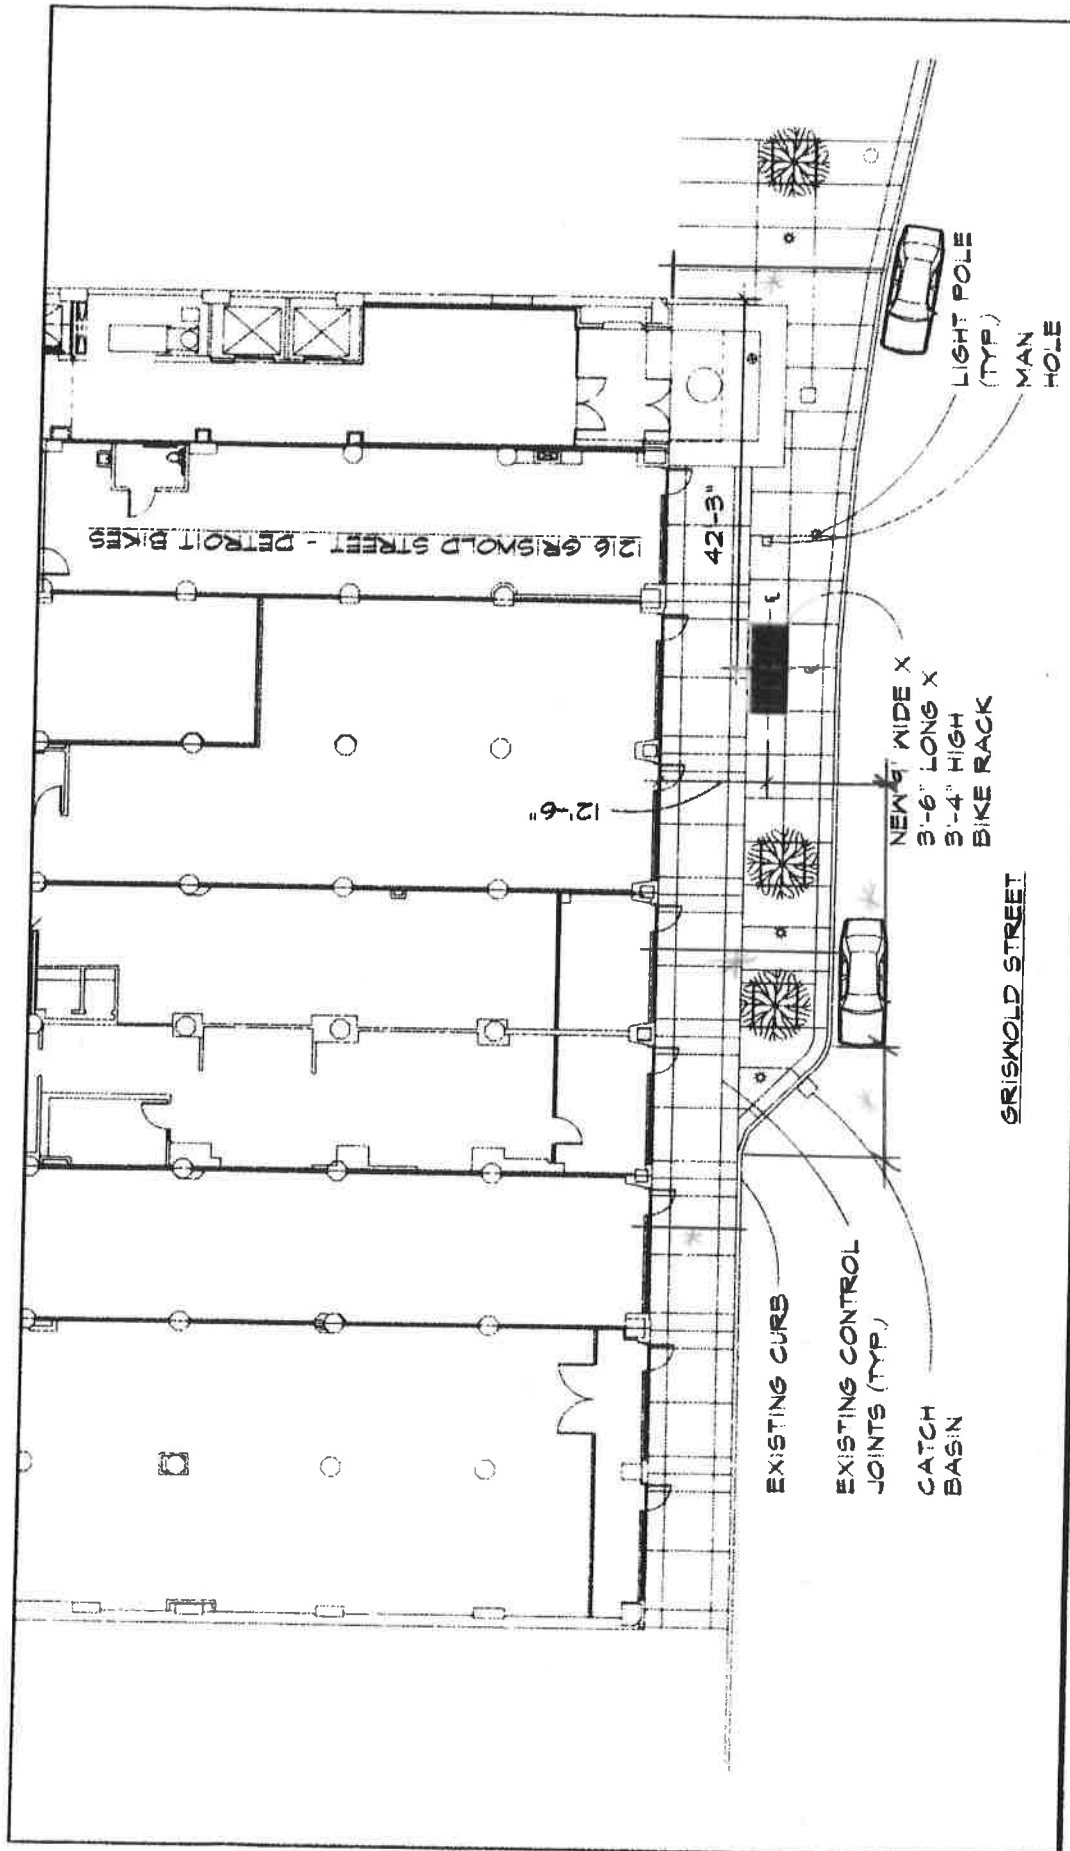 1216 GRISWOLD STREET - DETROIT BIKES
42'-3"
12'-6"
LIGHT POLE
(TYP.)
MAN
HOLE
NEW 9' WIDE X
3'-6" LONG X
3'-4" HIGH
BIKE RACK
GRISWOLD STREET
EXISTING CURB
EXISTING CONTROL
JOINTS (TYP.)
CATCH
BASIN